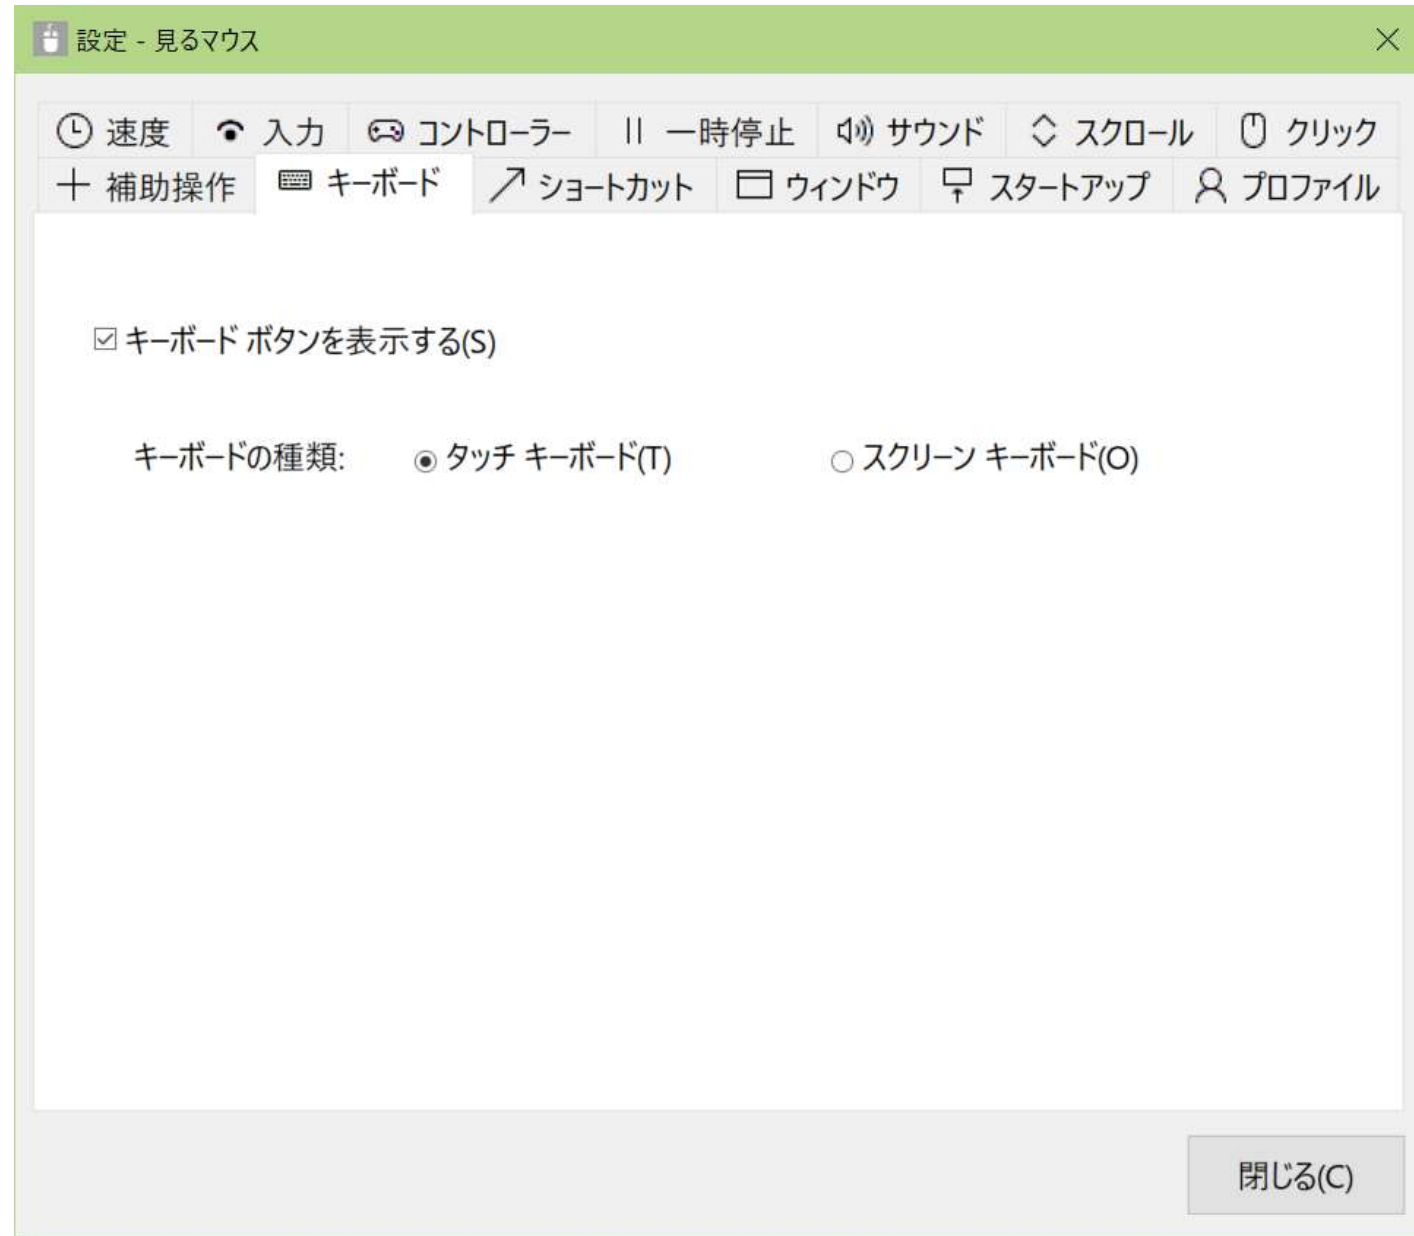 設定 - 見るマウス
速度 入力 コントローラー 一時停止 サウンド スクロール クリック
補助操作 キーボード ショートカット ウィンドウ スタートアップ プロファイル
キーボード ボタンを表示する(S)
キーボードの種類: タッチ キーボード(T) スクリーン キーボード(O)
閉じる(C)